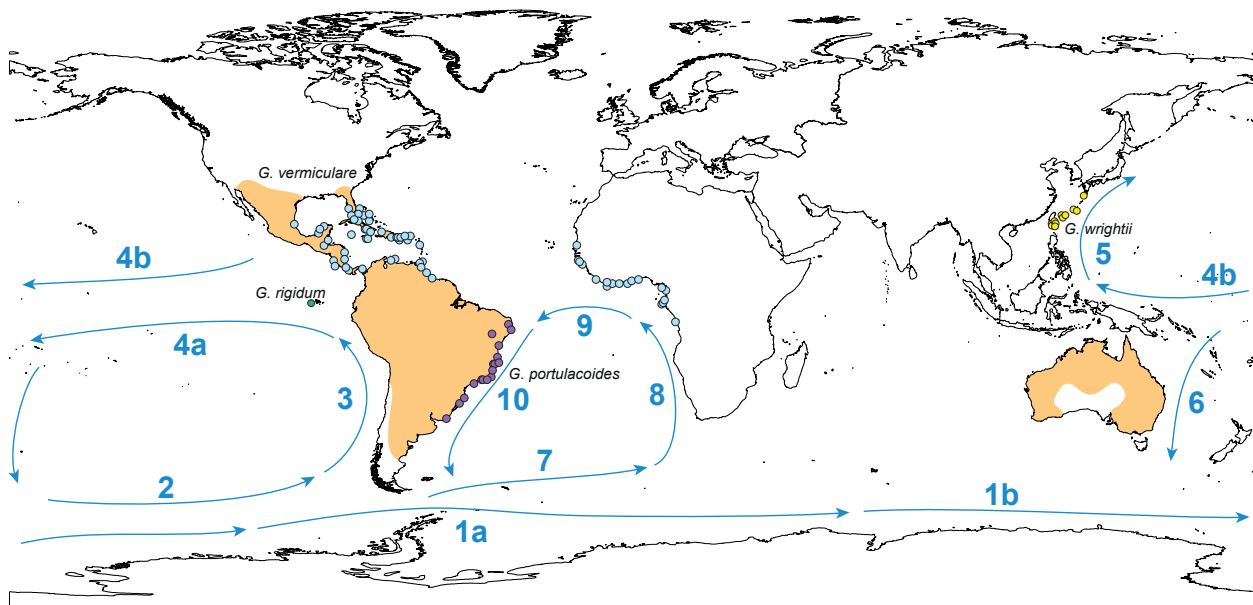 G. vermiculare
G. wrightii
4b
5
4b
G. rigidum
9
4a
G. portulacoides
3
10
8
6
7
2
1b
1a